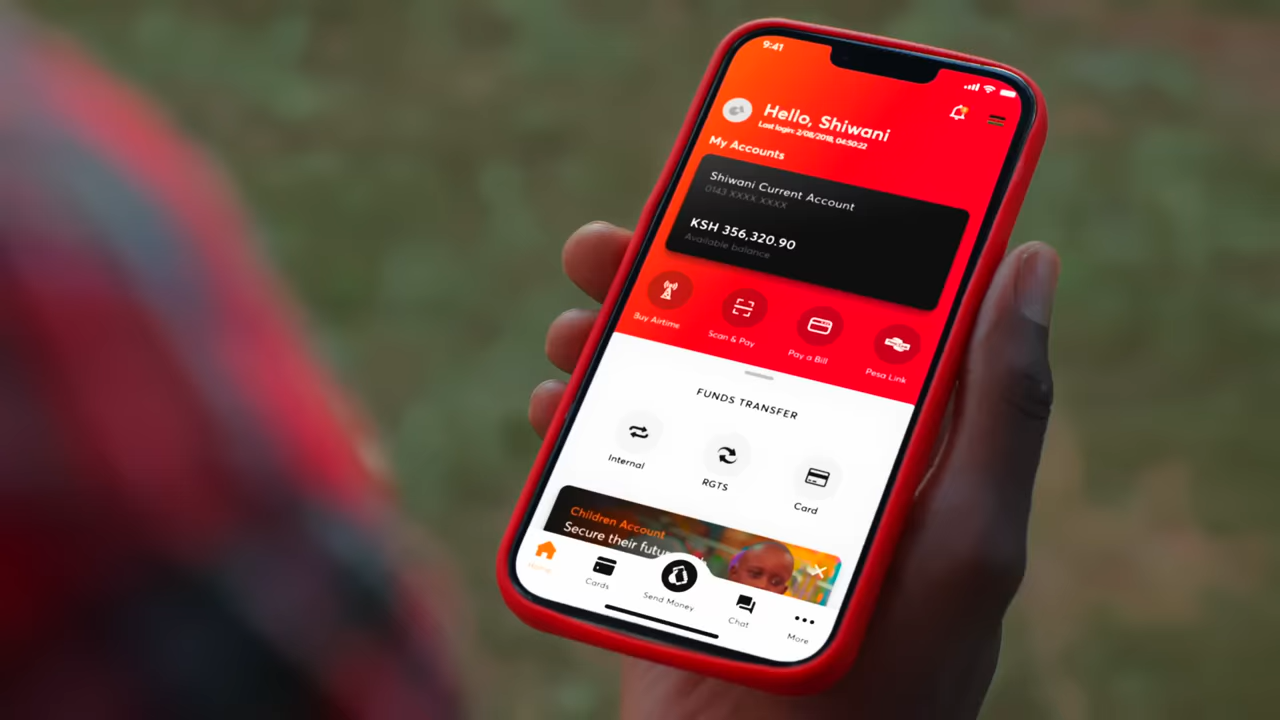 9:41
Hello, Shiwani
Last login: 2/08/2018, 04:50:22
My Accounts
Shiwani Current Account
0143 XXXX XXXX
KSH 356,320.90
Available balance
Buy Airtime
Scan & Pay
Pay a Bill
Pesa Link
FUNDS TRANSFER
Internal
RGTS
Card
Children Account
Secure their
Home
Cards
Send Money
Chat
More